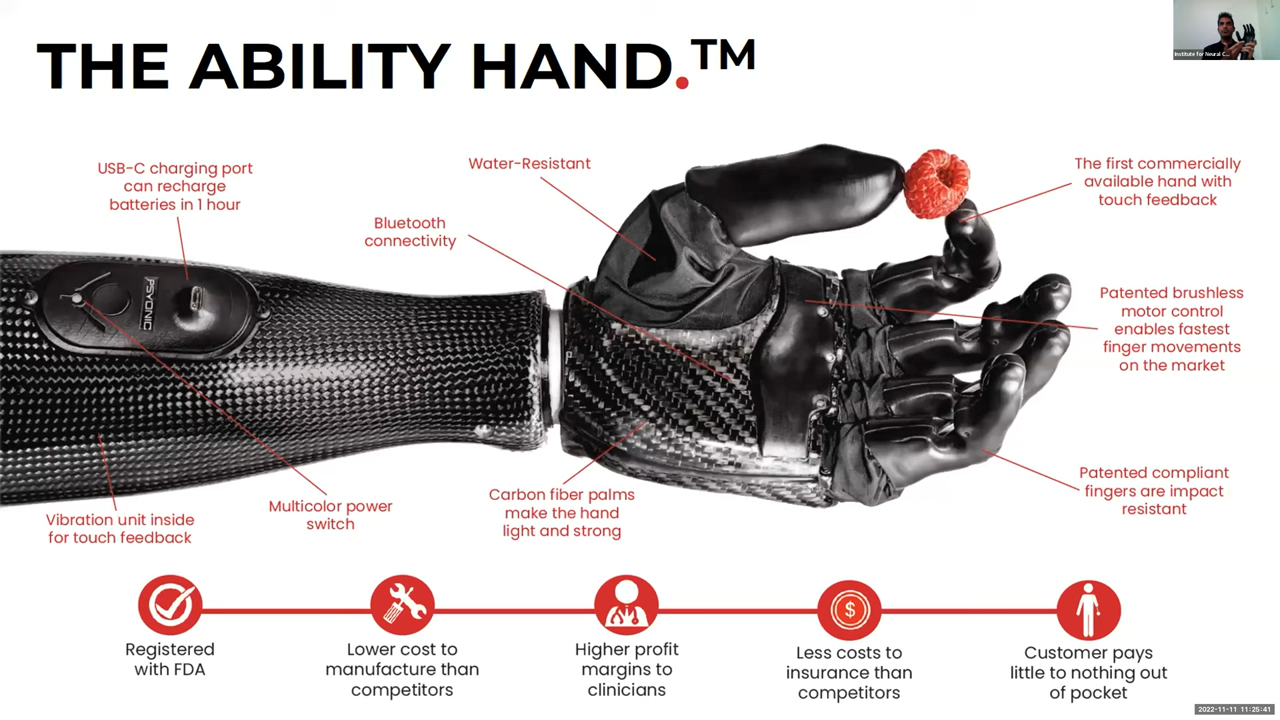 THE ABILITY HAND.™
Institute for Neural C...
USB-C charging port
can recharge
batteries in 1 hour
Water-Resistant
Bluetooth
connectivity
The first commercially
available hand with
touch feedback
Patented brushless
motor control
enables fastest
finger movements
on the market
PSYONIC
Patented compliant
fingers are impact
resistant
Vibration unit inside
for touch feedback
Multicolor power
switch
Carbon fiber palms
make the hand
light and strong
Registered
with FDA
Lower cost to
manufacture than
competitors
Higher profit
margins to
clinicians
$
Less costs to
insurance than
competitors
Customer pays
little to nothing out
of pocket
2022-11-11 11:25:41